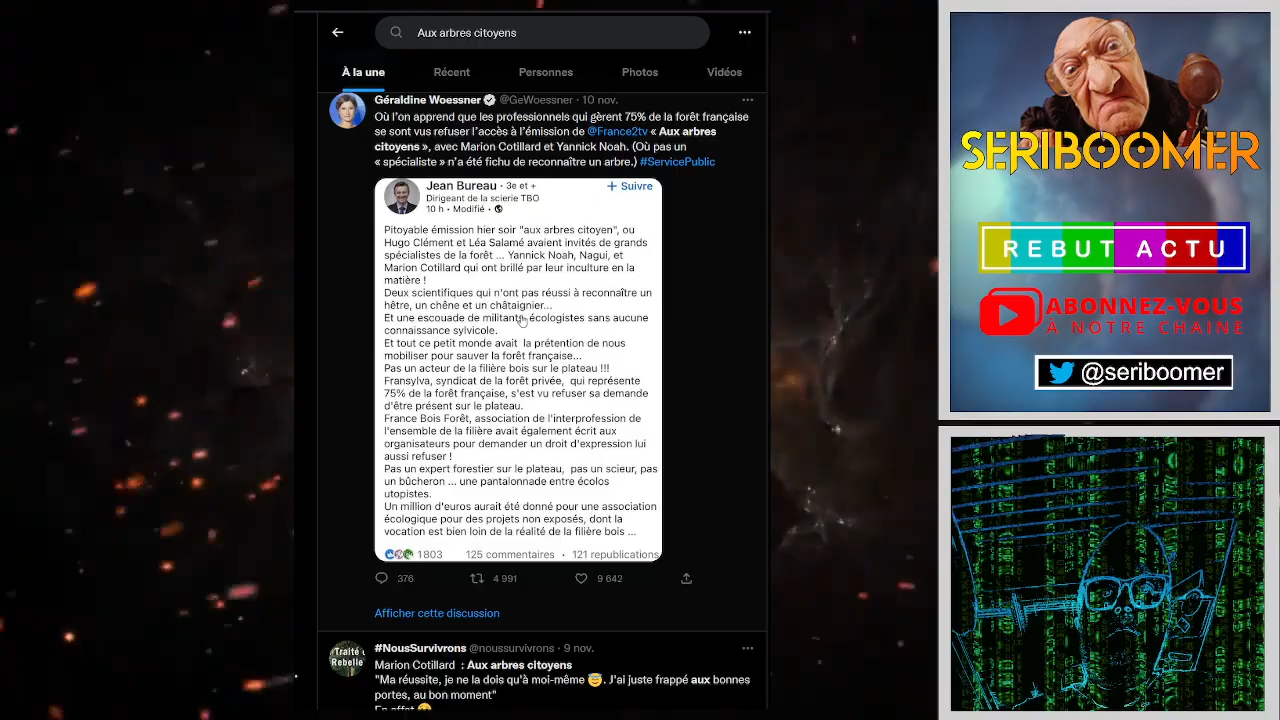 Aux arbres citoyens
À la une
Récent
Personnes
Photos
Vidéos
Géraldine Woessner @GeWoessner · 10 nov.
Où l'on apprend que les professionnels qui gèrent 75% de la forêt française
se sont vus refuser l'accès à l'émission de @France2tv « Aux arbres
citoyens », avec Marion Cotillard et Yannick Noah. (Où pas un
« spécialiste » n'a été fichu de reconnaître un arbre.) #ServicePublic
Jean Bureau · 3e et +
+ Suivre
Dirigeant de la scierie TBO
10 h · Modifié ·
Pitoyable émission hier soir "aux arbres citoyen", ou
Hugo Clément et Léa Salamé avaient invités de grands
spécialistes de la forêt ... Yannick Noah, Nagui, et
Marion Cotillard qui ont brillé par leur inculture en la
matière !
Deux scientifiques qui n'ont pas réussi à reconnaître un
hêtre, un chêne et un châtaignier...
Et une escouade de militants écologistes sans aucune
connaissance sylvicole.
Et tout ce petit monde avait la prétention de nous
mobiliser pour sauver la forêt française...
Pas un acteur de la filière bois sur le plateau !!!
Fransylva, syndicat de la forêt privée, qui représente
75% de la forêt française, s'est vu refuser sa demande
d'être présent sur le plateau.
France Bois Forêt, association de l'interprofession de
l'ensemble de la filière avait également écrit aux
organisateurs pour demander un droit d'expression lui
aussi refuser !
Pas un expert forestier sur le plateau, pas un scieur, pas
un bûcheron ... une pantalonnade entre écolos
utopistes.
Un million d'euros aurait été donné pour une association
écologique pour des projets non exposés, dont la
vocation est bien loin de la réalité de la filière bois ...
1 803
125 commentaires · 121 republications
376
4 991
9 642
Afficher cette discussion
#NousSurvivrons @noussurvivrons · 9 nov.
Traité
Rebelle
Marion Cotillard : Aux arbres citoyens
"Ma réussite, je ne la dois qu'à moi-même 😇. J'ai juste frappé aux bonnes
portes, au bon moment"
En effet
SERIBOOMER
REBUT ACTU
ABONNEZ-VOUS
À NOTRE CHAINE
@seriboomer